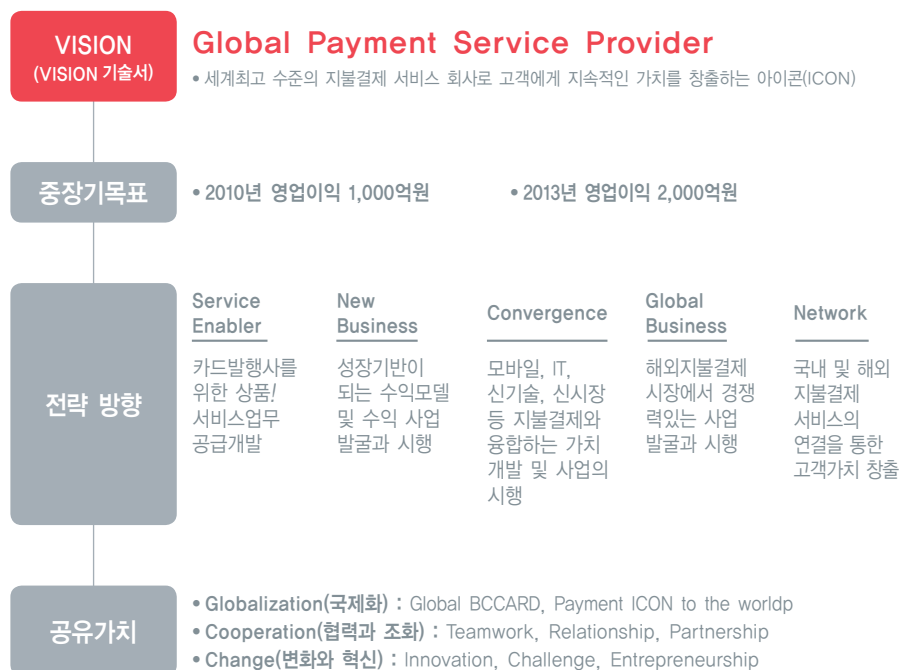 VISION
(VISION 기술서)
Global Payment Service Provider
• 세계최고 수준의 지불결제 서비스 회사로 고객에게 지속적인 가치를 창출하는 아이콘(ICON)
중장기목표
• 2010년 영업이익 1,000억원
• 2013년 영업이익 2,000억원
전략 방향
Service
Enabler
카드발행사를
위한 상품!
서비스업무
공급개발
New
Business
성장기반이
되는 수익모델
및 수익 사업
발굴과 시행
Convergence
모바일, IT,
신기술, 신시장
등 지불결제와
융합하는 가치
개발 및 사업의
시행
Global
Business
해외지불결제
시장에서 경쟁
력있는 사업
발굴과 시행
Network
국내 및 해외
지불결제
서비스의
연결을 통한
고객가치 창출
공유가치
• Globalization(국제화) : Global BCCARD, Payment ICON to the worldp
• Cooperation(협력과 조화) : Teamwork, Relationship, Partnership
• Change(변화와 혁신) : Innovation, Challenge, Entrepreneurship